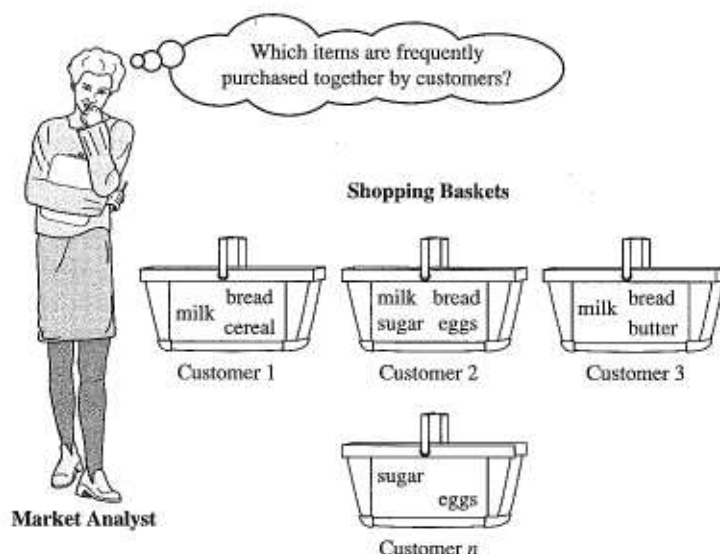 Which items are frequently
purchased together by customers?
Shopping Baskets
milk bread
cereal
Customer 1
milk bread
sugar eggs
Customer 2
milk bread
butter
Customer 3
sugar
eggs
Customer n
Market Analyst